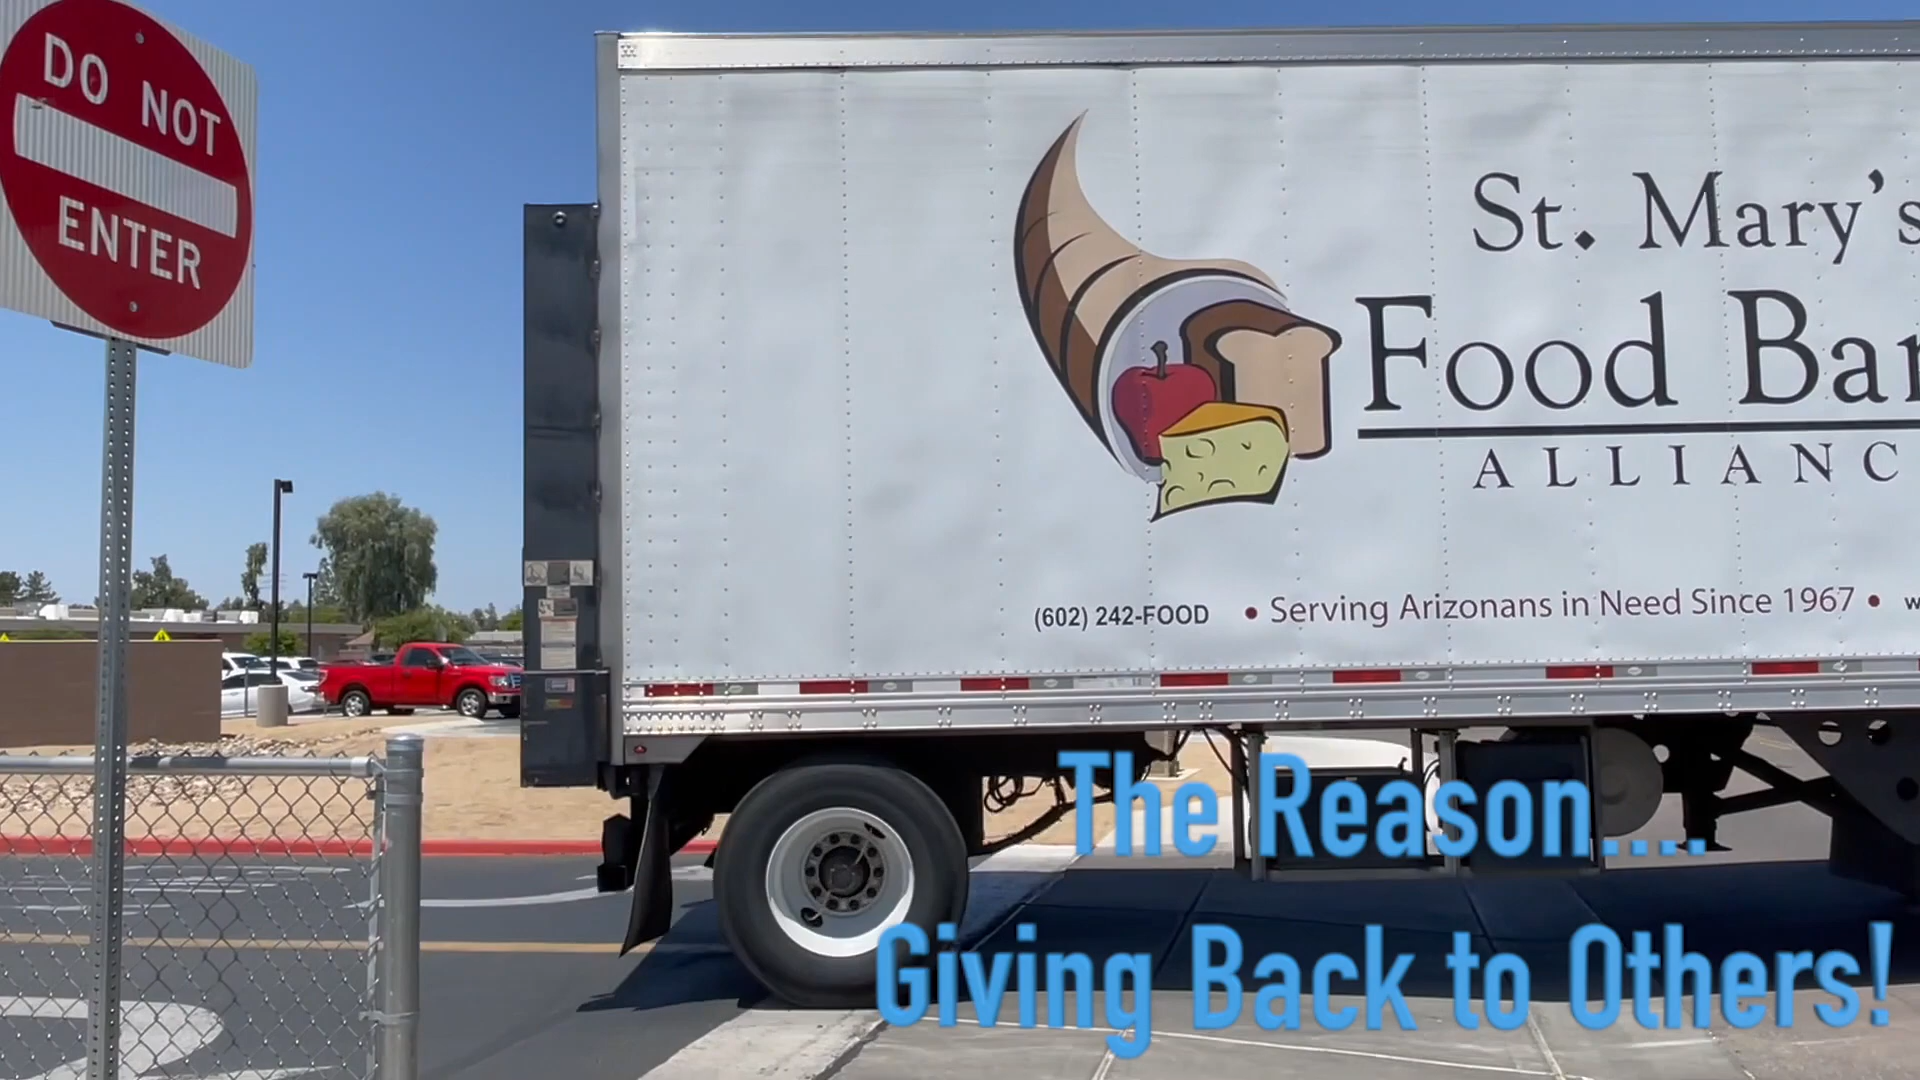 DO NOT
ENTER
St. Mary's
Food Ban
ALLIANC
(602) 242-FOOD • Serving Arizonans in Need Since 1967 • w
The Reason....
Giving Back to Others!